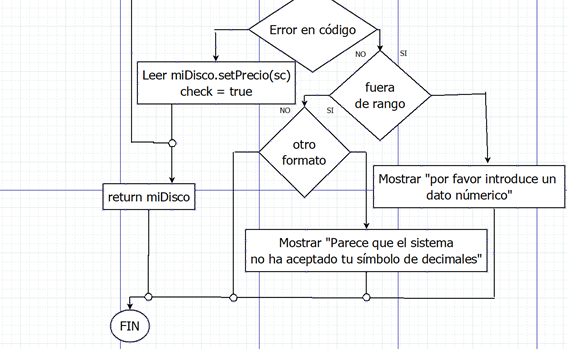 Error en código
NO
SI
Leer miDisco.setPrecio(sc)
check = true
fuera
de rango
NO
SI
otro
formato
Mostrar "por favor introduce un
dato númerico"
return miDisco
Mostrar "Parece que el sistema
no ha aceptado tu símbolo de decimales"
FIN